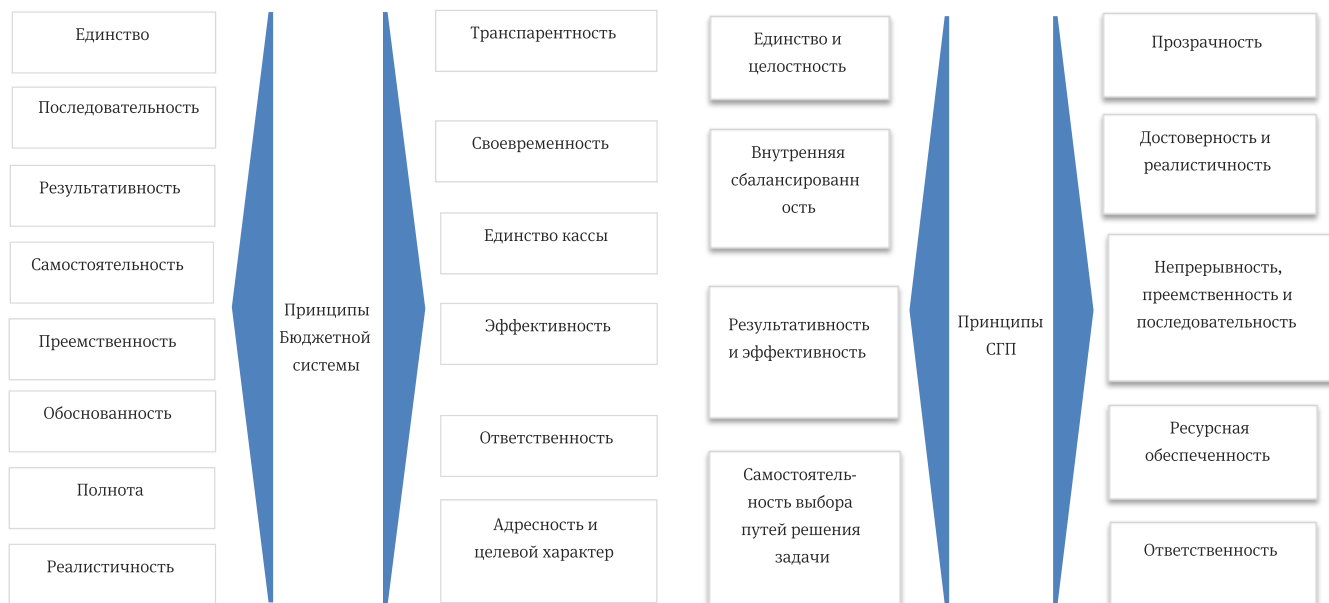 Единство
Последовательность
Результативность
Самостоятельность
Преемственность
Обоснованность
Полнота
Реалистичность
Принципы
Бюджетной
системы
Транспарентность
Своевременность
Единство кассы
Эффективность
Ответственность
Адресность и
целевой характер
Единство и
целостность
Внутренняя
сбалансированн
ость
Результативность
и эффективность
Самостоятель-
ность выбора
путей решения
задачи
Принципы
СГП
Прозрачность
Достоверность и
реалистичность
Непрерывность,
преемственность и
последовательность
Ресурсная
обеспеченность
Ответственность